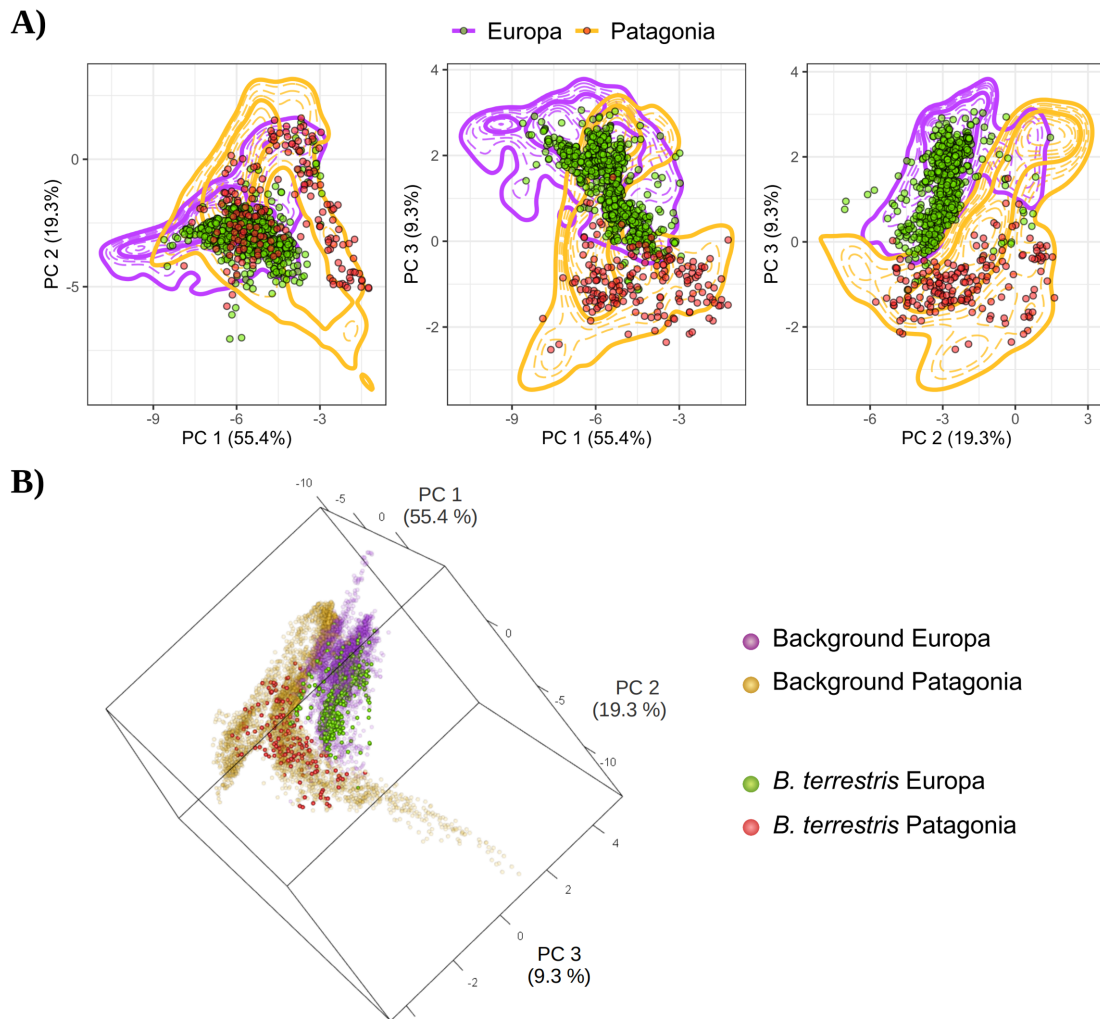 A)
Europa Patagonia
0
-5
PC 2 (19.3%)
-9 -6 -3
PC 1 (55.4%)
4
2
0
-2
PC 3 (9.3%)
-9 -6 -3
PC 1 (55.4%)
4
2
0
-2
PC 3 (9.3%)
-6 -3 0 3
PC 2 (19.3%)
B)
-10 -5 0
PC 1
(55.4 %)
0
-5
-10
PC 2
(19.3 %)
4
2
0
-2
PC 3
(9.3 %)
Background Europa
Background Patagonia
B. terrestris Europa
B. terrestris Patagonia